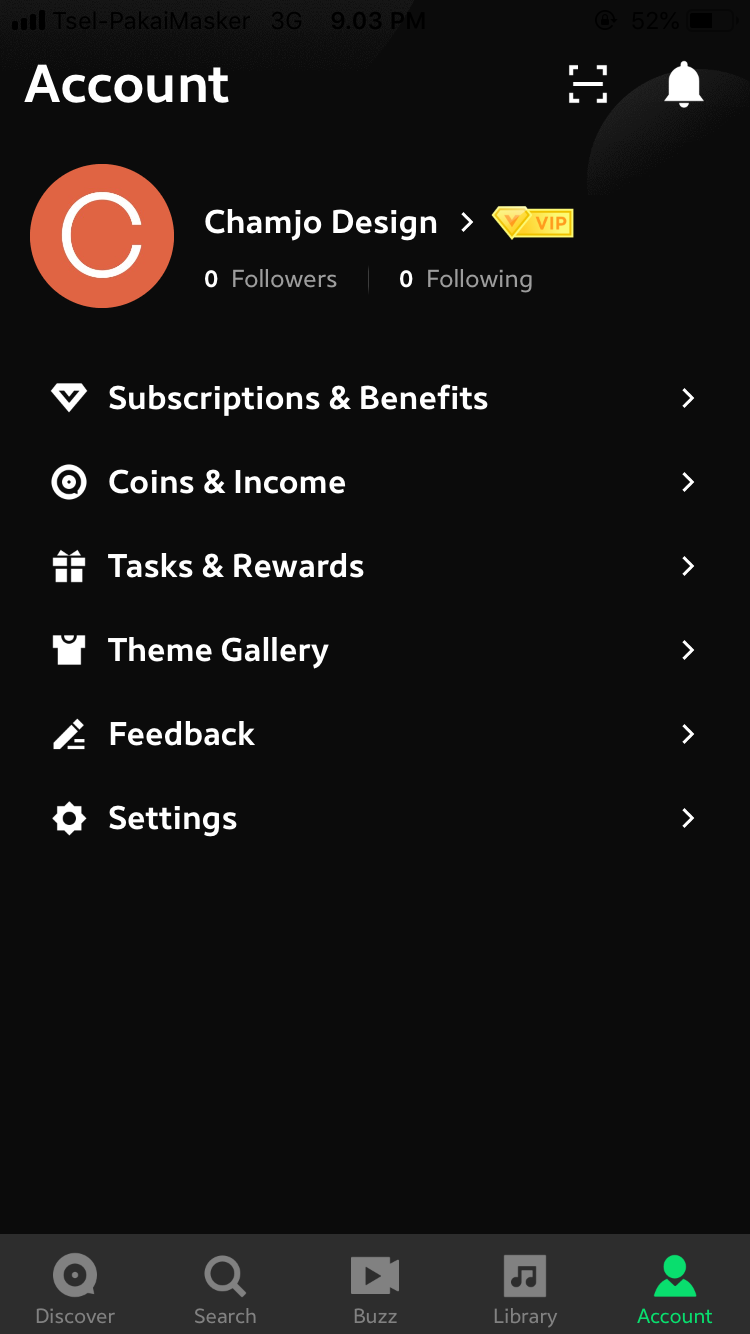 Tsel-PakaiMasker 3G 9.03 PM 52%
Account
Chamjo Design VIP
0 Followers 0 Following
Subscriptions & Benefits
Coins & Income
Tasks & Rewards
Theme Gallery
Feedback
Settings
Discover Search Buzz Library Account